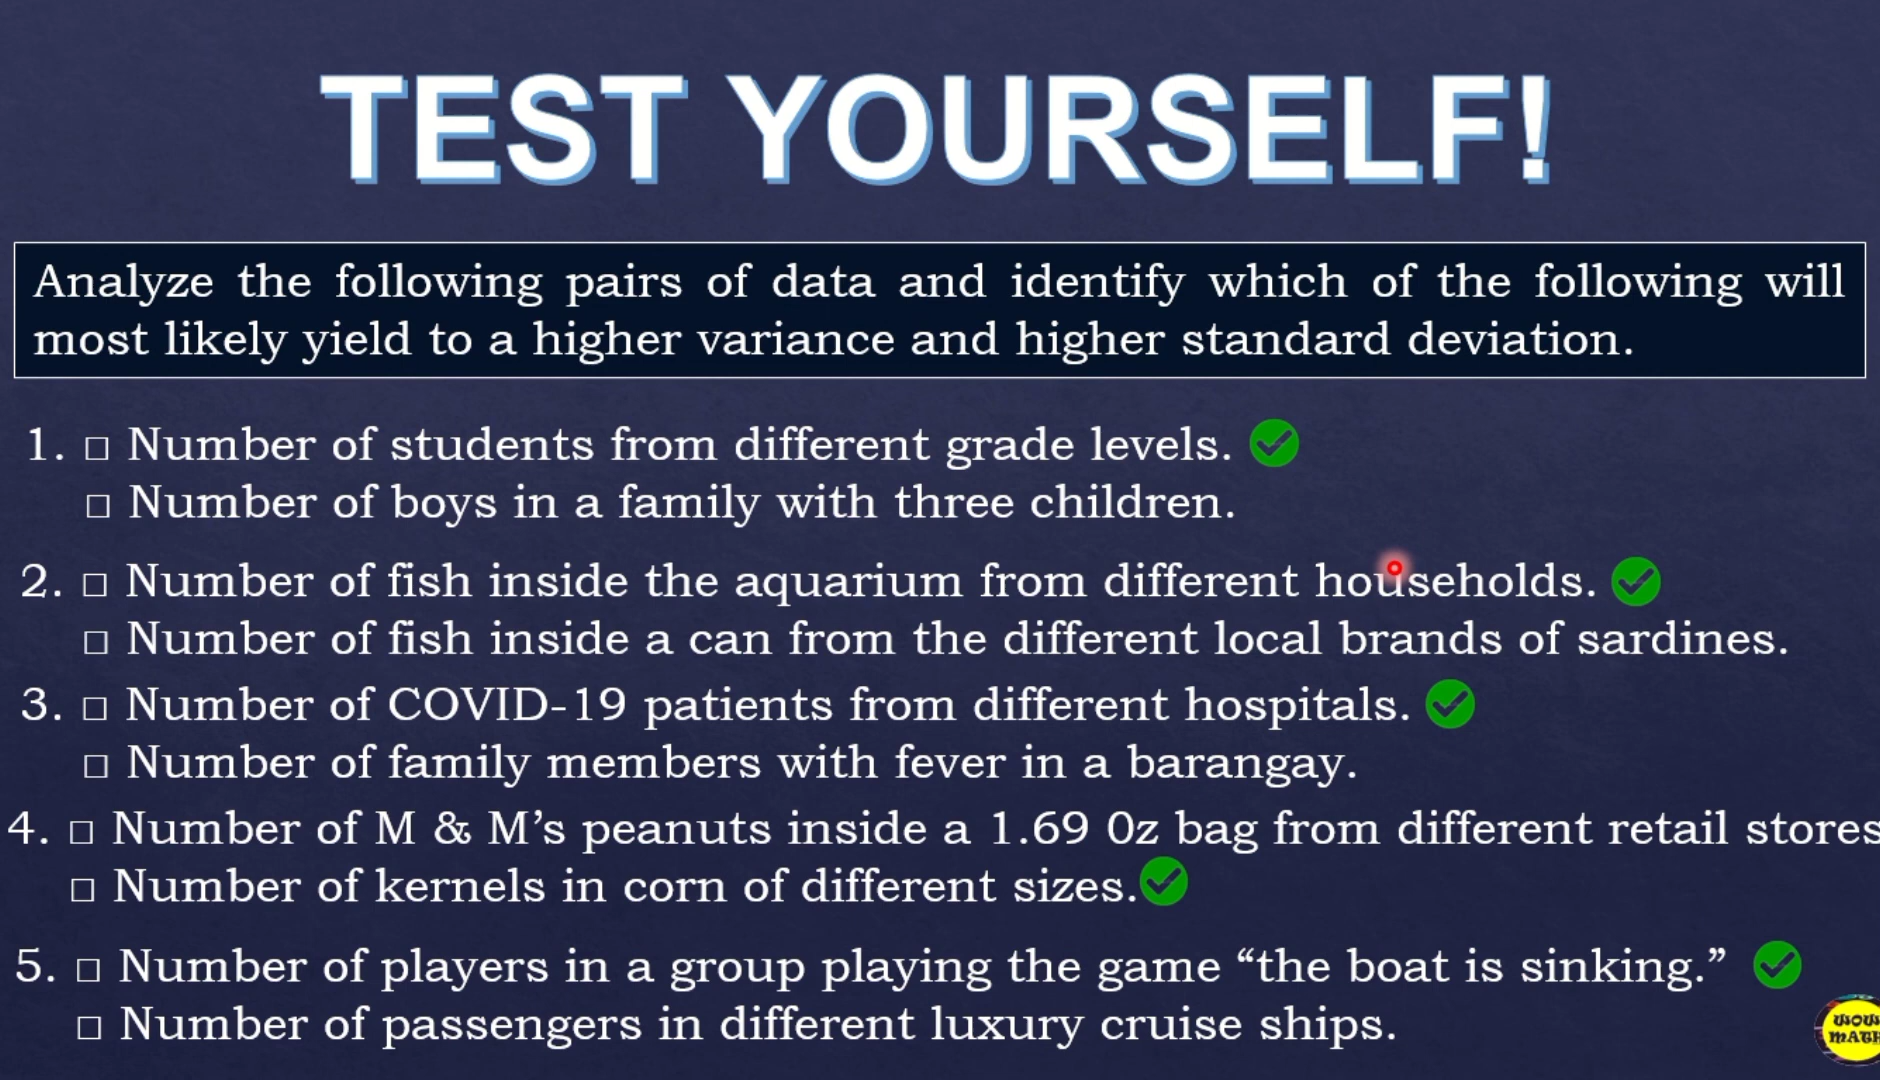 TEST YOURSELF!
Analyze the following pairs of data and identify which of the following will
most likely yield to a higher variance and higher standard deviation.
1. □ Number of students from different grade levels.
□ Number of boys in a family with three children.
2. □ Number of fish inside the aquarium from different households.
□ Number of fish inside a can from the different local brands of sardines.
3. □ Number of COVID-19 patients from different hospitals.
□ Number of family members with fever in a barangay.
4. □ Number of M & M’s peanuts inside a 1.69 0z bag from different retail stores
□ Number of kernels in corn of different sizes.
5. □ Number of players in a group playing the game “the boat is sinking.”
□ Number of passengers in different luxury cruise ships.
WOW
MATH